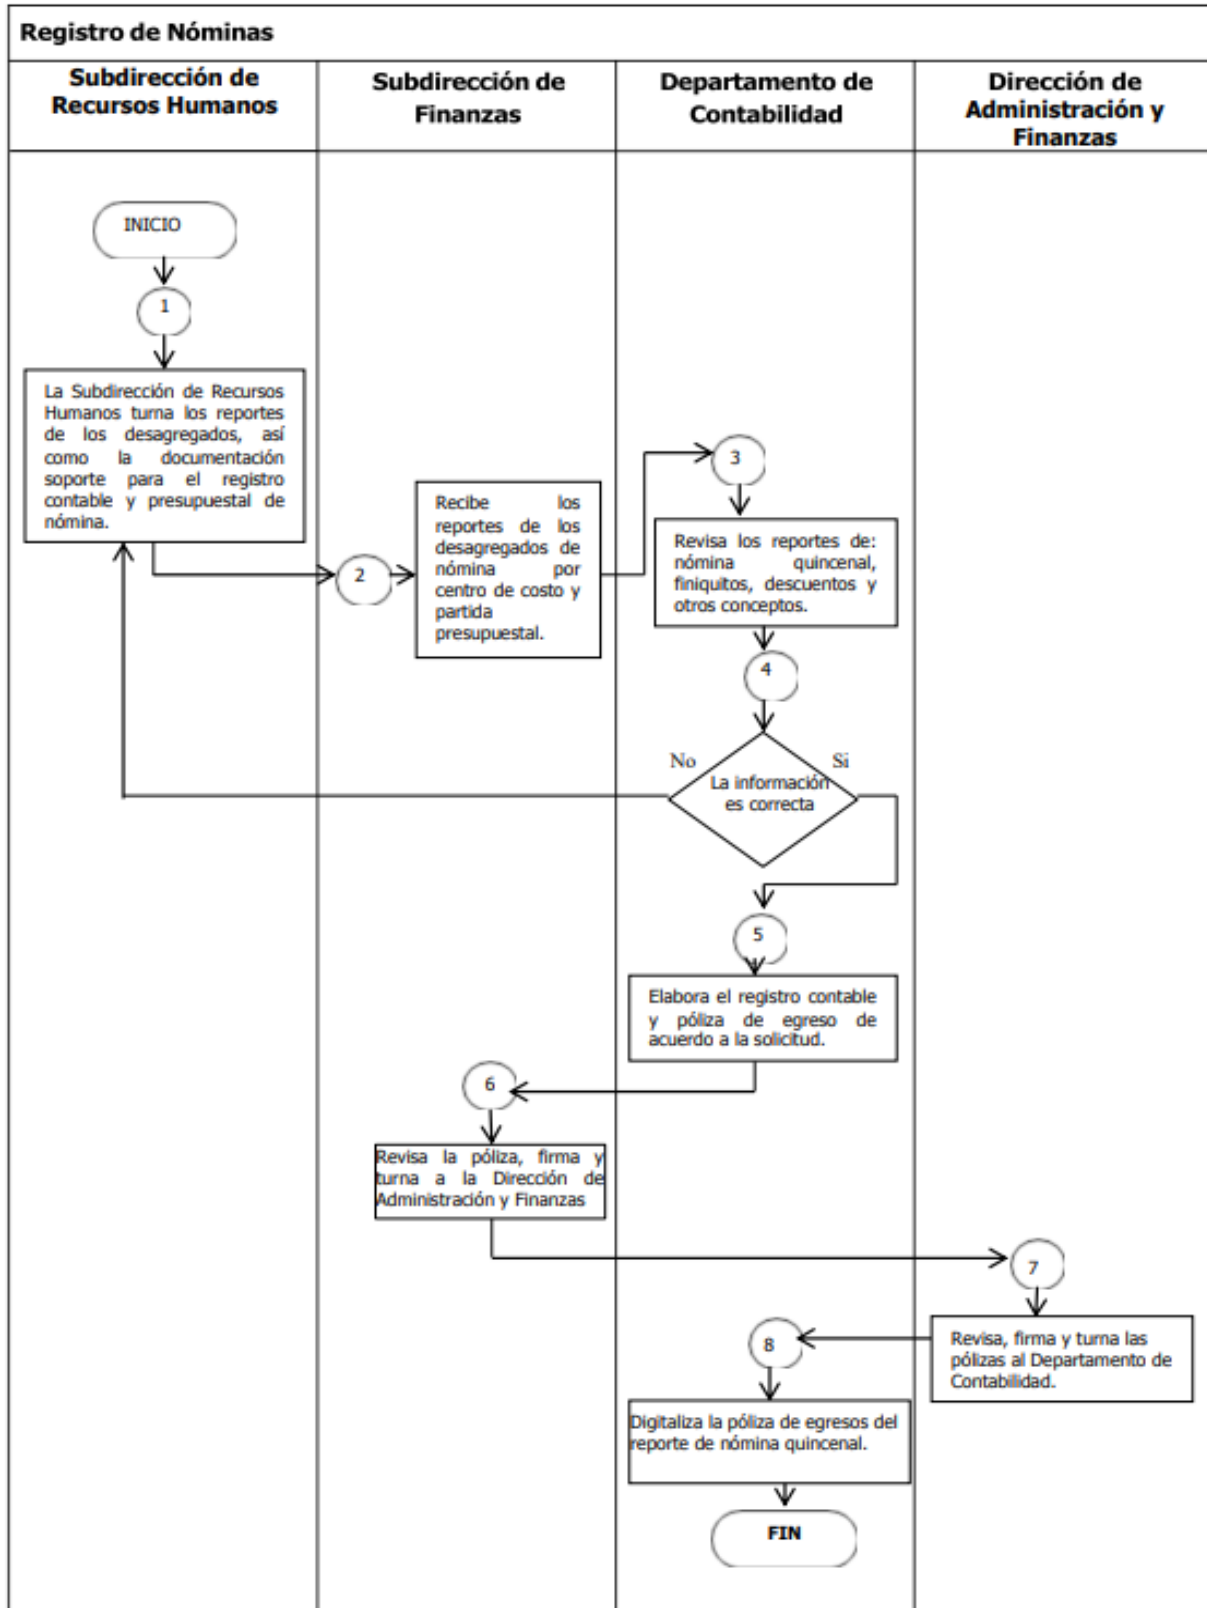 Registro de Nóminas
Subdirección de
Recursos Humanos
Subdirección de
Finanzas
Departamento de
Contabilidad
Dirección de
Administración y
Finanzas
INICIO
1
La Subdirección de Recursos
Humanos turna los reportes
de los desagregados, así
como la documentación
soporte para el registro
contable y presupuestal de
nómina.
2
Recibe los
reportes de los
desagregados de
nómina por
centro de costo y
partida
presupuestal.
3
Revisa los reportes de:
nómina quincenal,
finiquitos, descuentos y
otros conceptos.
4
No
Si
La información
es correcta
5
Elabora el registro contable
y póliza de egreso de
acuerdo a la solicitud.
6
Revisa la póliza, firma y
turna a la Dirección de
Administración y Finanzas
7
Revisa, firma y turna las
pólizas al Departamento de
Contabilidad.
8
Digitaliza la póliza de egresos del
reporte de nómina quincenal.
FIN